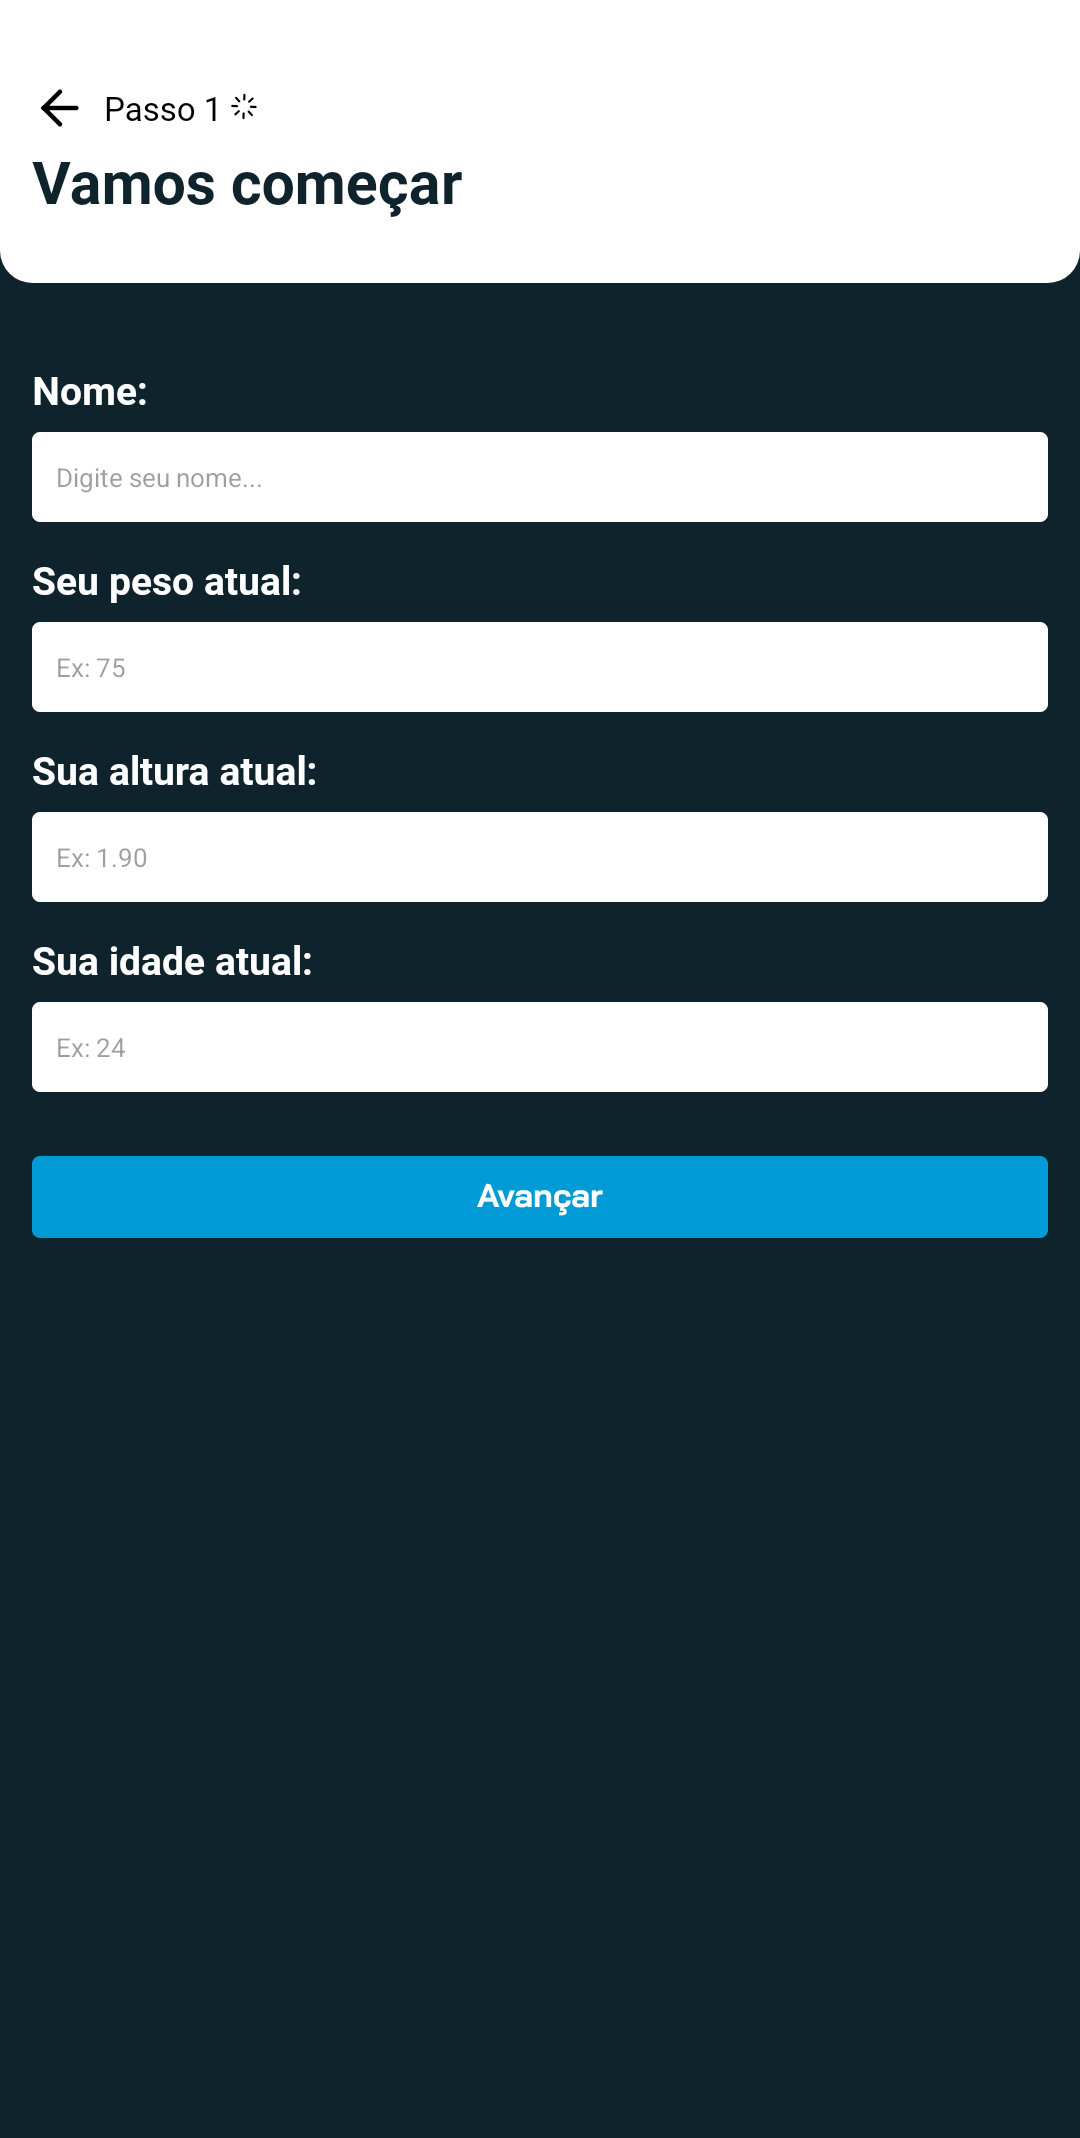 Passo 1
Vamos começar
Nome:
Digite seu nome...
Seu peso atual:
Ex: 75
Sua altura atual:
Ex: 1.90
Sua idade atual:
Ex: 24
Avançar